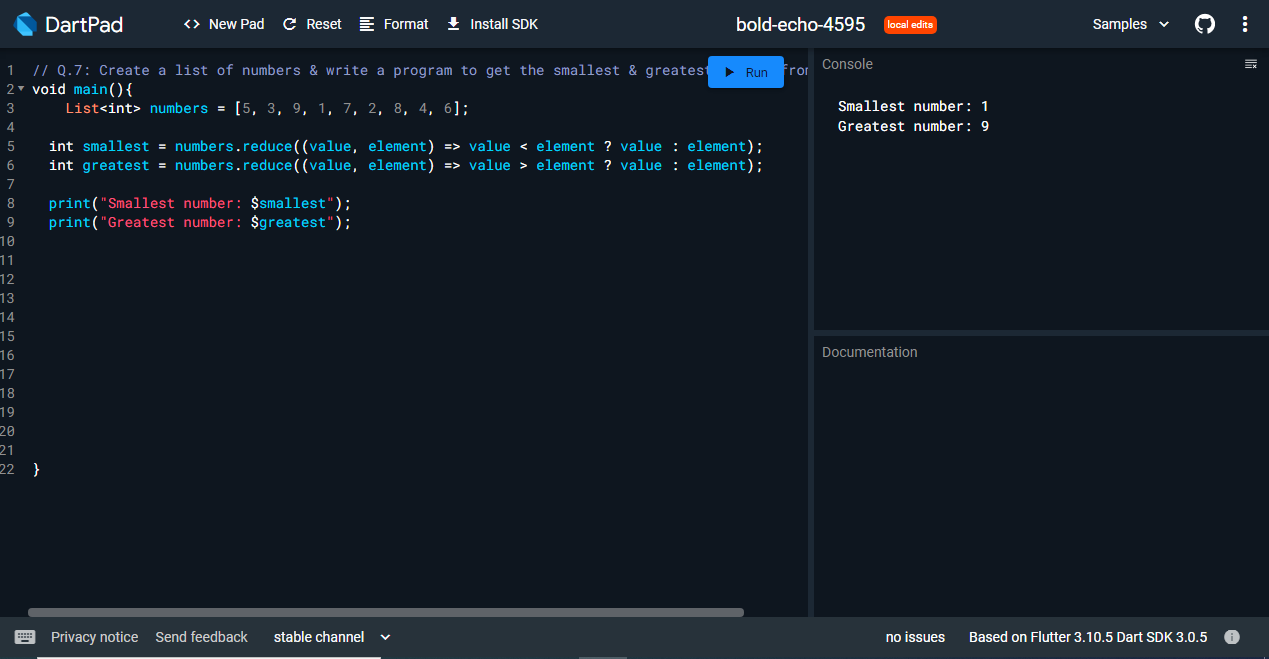 DartPad
<> New Pad
Reset
Format
Install SDK
bold-echo-4595
local edits
Samples
1 // Q.7: Create a list of numbers & write a program to get the smallest & greatest from
2 void main(){
3 List<int> numbers = [5, 3, 9, 1, 7, 2, 8, 4, 6];
4
5 int smallest = numbers.reduce((value, element) => value < element ? value : element);
6 int greatest = numbers.reduce((value, element) => value > element ? value : element);
7
8 print("Smallest number: $smallest");
9 print("Greatest number: $greatest");
10
11
12
13
14
15
16
17
18
19
20
21
22 }
Run
Console
Smallest number: 1
Greatest number: 9
Documentation
Privacy notice
Send feedback
stable channel
no issues
Based on Flutter 3.10.5 Dart SDK 3.0.5